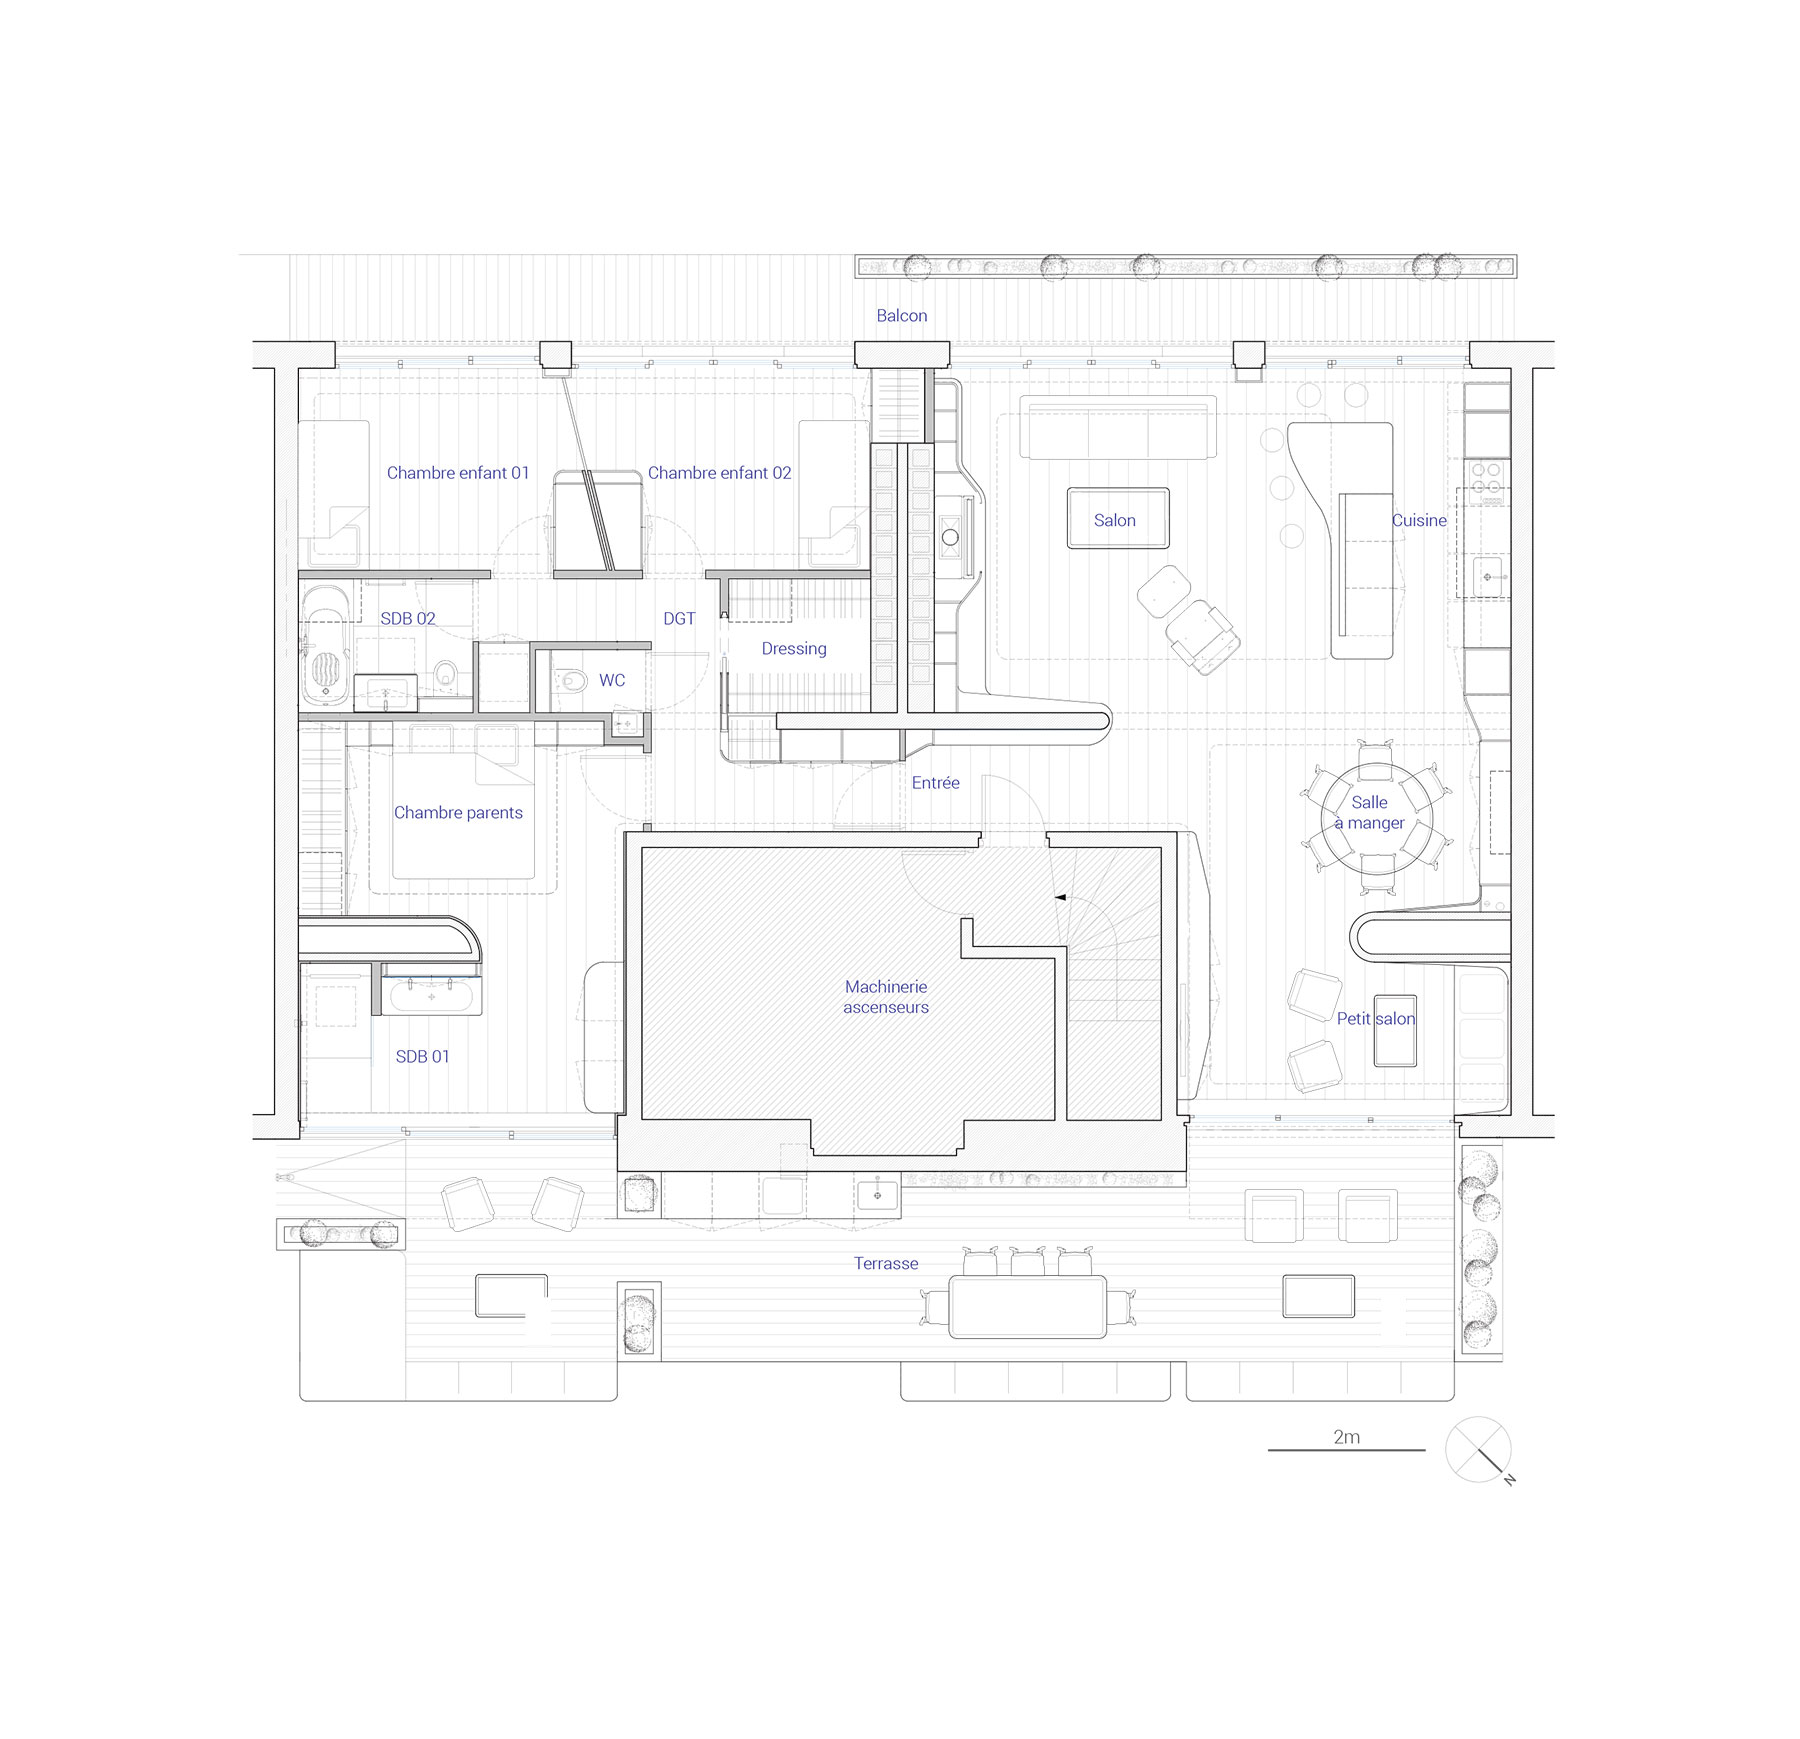 Balcon
Chambre enfant 01
Chambre enfant 02
Salon
Cuisine
SDB 02
DGT
Dressing
WC
Entrée
Chambre parents
Salle
à manger
Machinerie
ascenseurs
Petit salon
SDB 01
Terrasse
2m
N